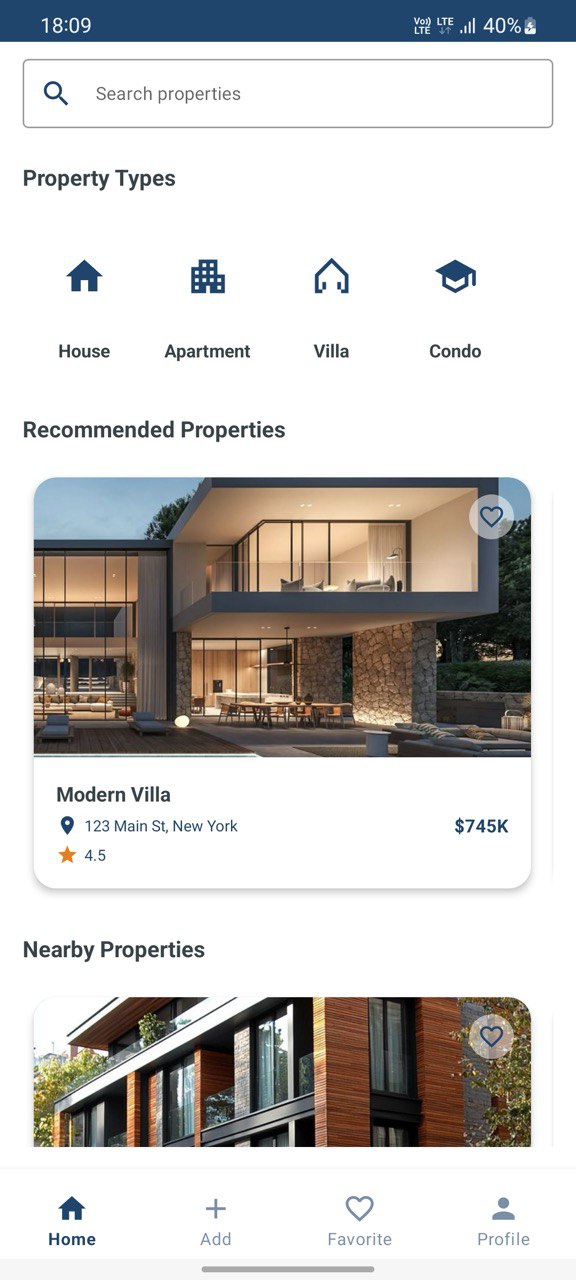 18:09
Vo)) LTE
LTE
40%
Search properties
Property Types
House Apartment Villa Condo
Recommended Properties
Modern Villa
123 Main St, New York $745K
4.5
Nearby Properties
Home Add Favorite Profile